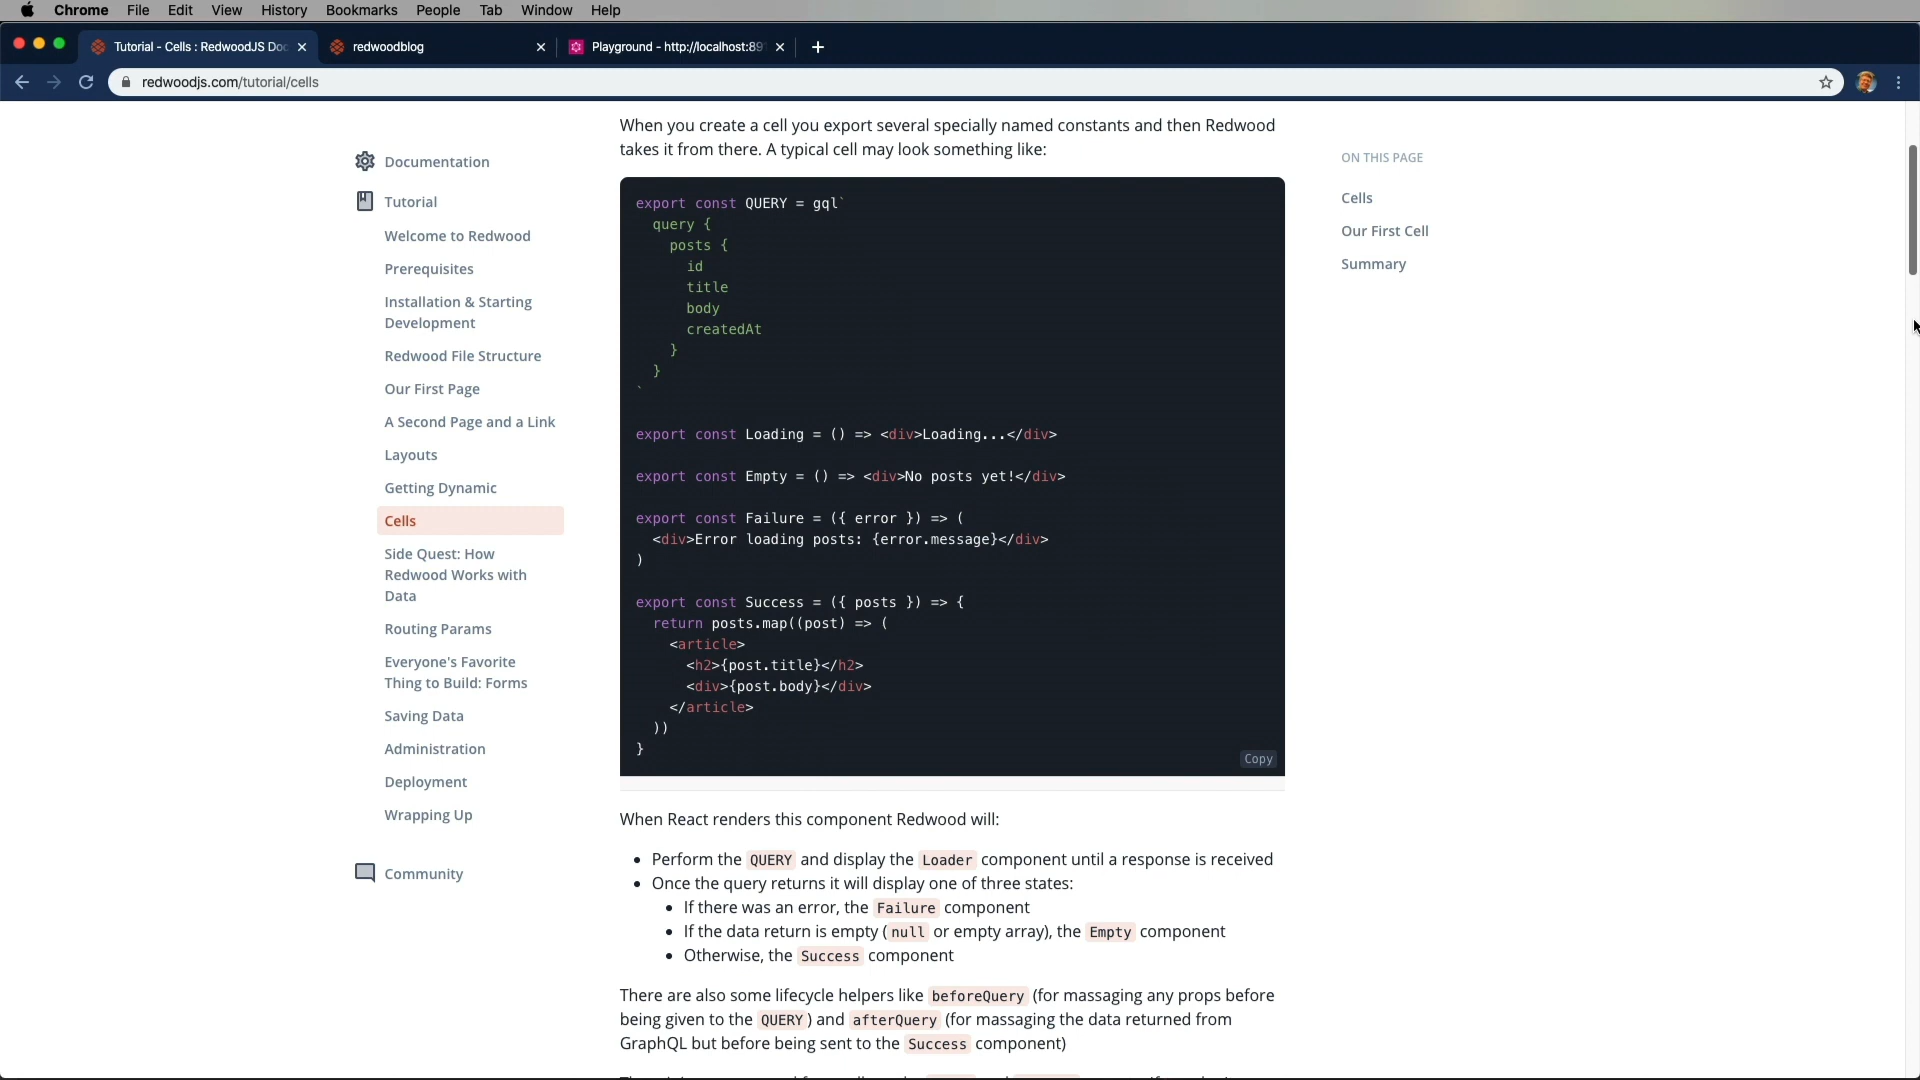 Chrome File Edit View History Bookmarks People Tab Window Help
Tutorial - Cells : RedwoodJS Doc
redwoodblog
Playground - http://localhost:89
redwoodjs.com/tutorial/cells
Documentation
Tutorial
Welcome to Redwood
Prerequisites
Installation & Starting
Development
Redwood File Structure
Our First Page
A Second Page and a Link
Layouts
Getting Dynamic
Cells
Side Quest: How
Redwood Works with
Data
Routing Params
Everyone's Favorite
Thing to Build: Forms
Saving Data
Administration
Deployment
Wrapping Up
Community
When you create a cell you export several specially named constants and then Redwood
takes it from there. A typical cell may look something like:
export const QUERY = gql`
  query {
    posts {
      id
      title
      body
      createdAt
    }
  }
`
export const Loading = () => <div>Loading...</div>
export const Empty = () => <div>No posts yet!</div>
export const Failure = ({ error }) => (
  <div>Error loading posts: {error.message}</div>
)
export const Success = ({ posts }) => {
  return posts.map((post) => (
    <article>
      <h2>{post.title}</h2>
      <div>{post.body}</div>
    </article>
  ))
}
Copy
When React renders this component Redwood will:
• Perform the QUERY and display the Loader component until a response is received
• Once the query returns it will display one of three states:
• If there was an error, the Failure component
• If the data return is empty (null or empty array), the Empty component
• Otherwise, the Success component
There are also some lifecycle helpers like beforeQuery (for massaging any props before
being given to the QUERY) and afterQuery (for massaging the data returned from
GraphQL but before being sent to the Success component)
ON THIS PAGE
Cells
Our First Cell
Summary